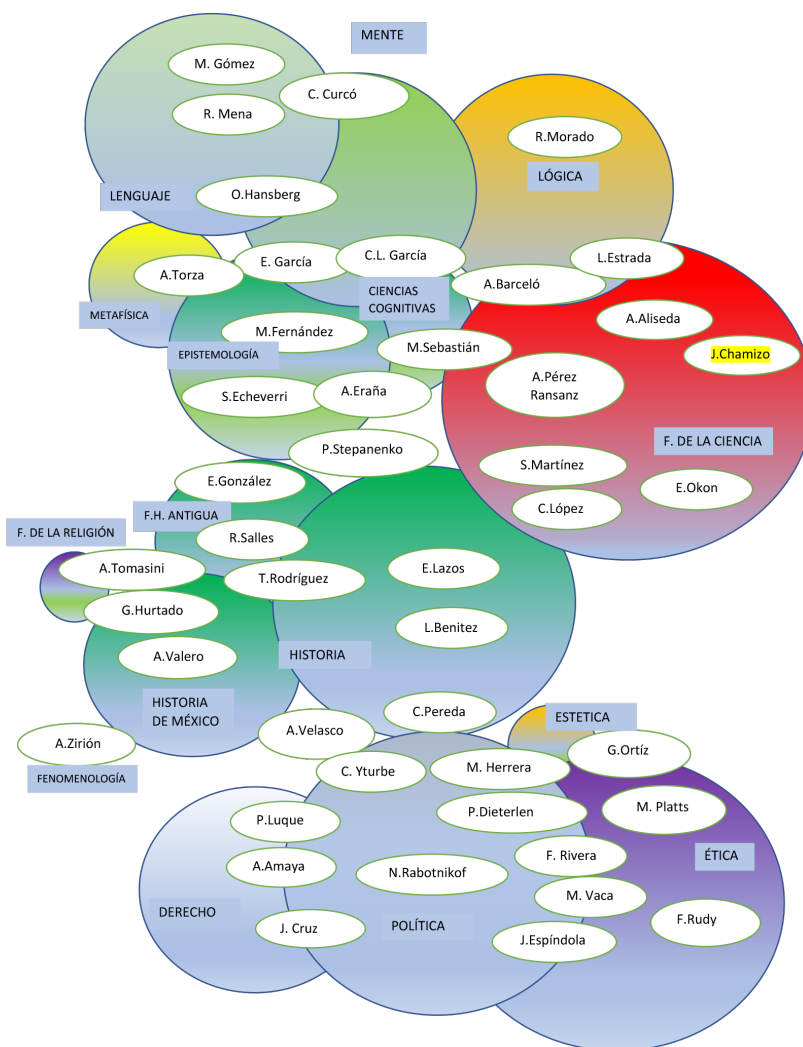 MENTE
M. Gómez
C. Curcó
R. Mena
R.Morado
LÓGICA
LENGUAJE
O.Hansberg
E. García
C.L. García
L.Estrada
A.Torza
A.Barceló
CIENCIAS
COGNITIVAS
METAFÍSICA
A.Aliseda
M.Fernández
J.Chamizo
EPISTEMOLOGÍA
M.Sebastián
A.Pérez
Ransanz
S.Echeverri
A.Eraña
F. DE LA CIENCIA
P.Stepanenko
S.Martínez
E.González
E.Okon
C.López
F.H. ANTIGUA
F. DE LA RELIGIÓN
R.Salles
A.Tomasini
E.Lazos
T.Rodríguez
G.Hurtado
L.Benitez
A.Valero
HISTORIA
HISTORIA
DE MÉXICO
C.Pereda
ESTETICA
A.Velasco
A.Zirión
G.Ortíz
FENOMENOLOGÍA
C. Yturbe
M. Herrera
P.Luque
P.Dieterlen
M. Platts
F. Rivera
ÉTICA
A.Amaya
N.Rabotnikof
M. Vaca
DERECHO
F.Rudy
J. Cruz
POLÍTICA
J.Espíndola